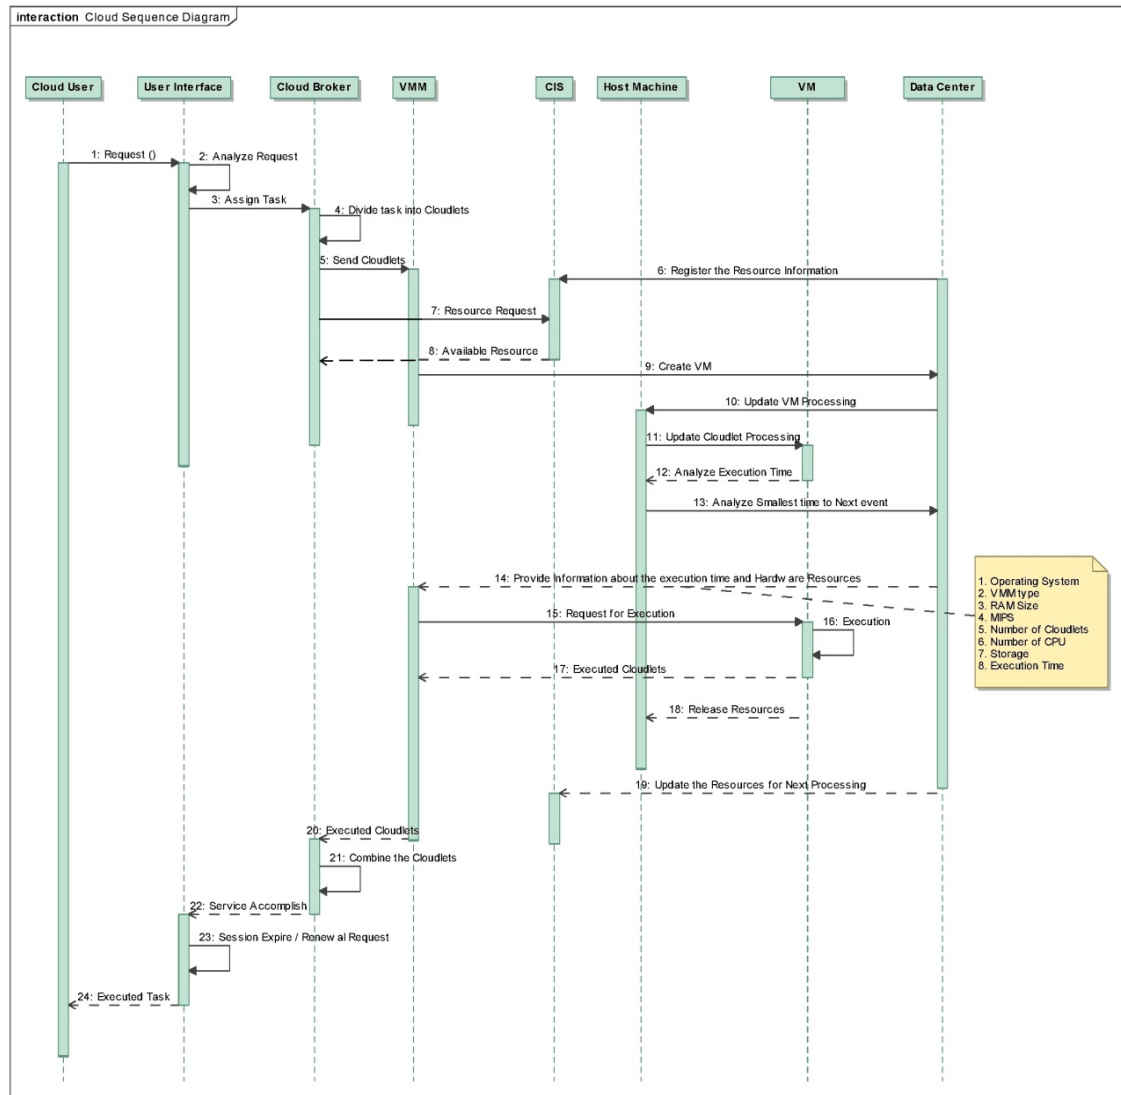 interaction Cloud Sequence Diagram
Cloud User
User Interface
Cloud Broker
VMM
CIS
Host Machine
VM
Data Center
1: Request ()
2: Analyze Request
3: Assign Task
4: Divide task into Cloudlets
5: Send Cloudlets
6: Register the Resource Information
7: Resource Request
8: Available Resource
9: Create VM
10: Update VM Processing
11: Update Cloudlet Processing
12: Analyze Execution Time
13: Analyze Smallest time to Next event
14: Provide Information about the execution time and Hardware Resources
1. Operating System
2. VMM type
3. RAM Size
4. MIPS
5. Number of Cloudlets
6. Number of CPU
7. Storage
8. Execution Time
15: Request for Execution
16: Execution
17: Executed Cloudlets
18: Release Resources
19: Update the Resources for Next Processing
20: Executed Cloudlets
21: Combine the Cloudlets
22: Service Accomplish
23: Session Expire / Renewal Request
24: Executed Task